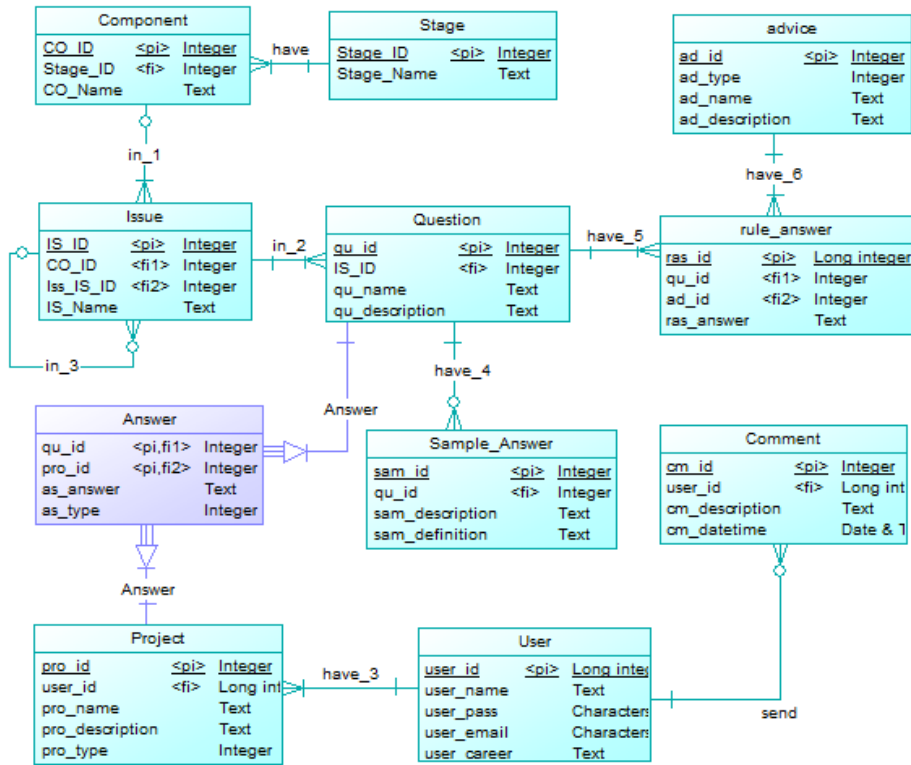 Component
CO_ID <pi> Integer
Stage_ID <fi> Integer
CO_Name Text
have
Stage
Stage_ID <pi> Integer
Stage_Name Text
advice
ad_id <pi> Integer
ad_type Integer
ad_name Text
ad_description Text
in_1
have_6
Issue
IS_ID <pi> Integer
CO_ID <fi1> Integer
Iss_IS_ID <fi2> Integer
IS_Name Text
in_2
in_3
Question
qu_id <pi> Integer
IS_ID <fi> Integer
qu_name Text
qu_description Text
have_5
rule_answer
ras_id <pi> Long integer
qu_id <fi1> Integer
ad_id <fi2> Integer
ras_answer Text
have_4
Answer
Answer
qu_id <pi,fi1> Integer
pro_id <pi,fi2> Integer
as_answer Text
as_type Integer
Sample_Answer
sam_id <pi> Integer
qu_id <fi> Integer
sam_description Text
sam_definition Text
Comment
cm_id <pi> Integer
user_id <fi> Long int
cm_description Text
cm_datetime Date & T
Answer
Project
pro_id <pi> Integer
user_id <fi> Long int
pro_name Text
pro_description Text
pro_type Integer
have_3
User
user_id <pi> Long integ
user_name Text
user_pass Characters
user_email Characters
user_career Text
send